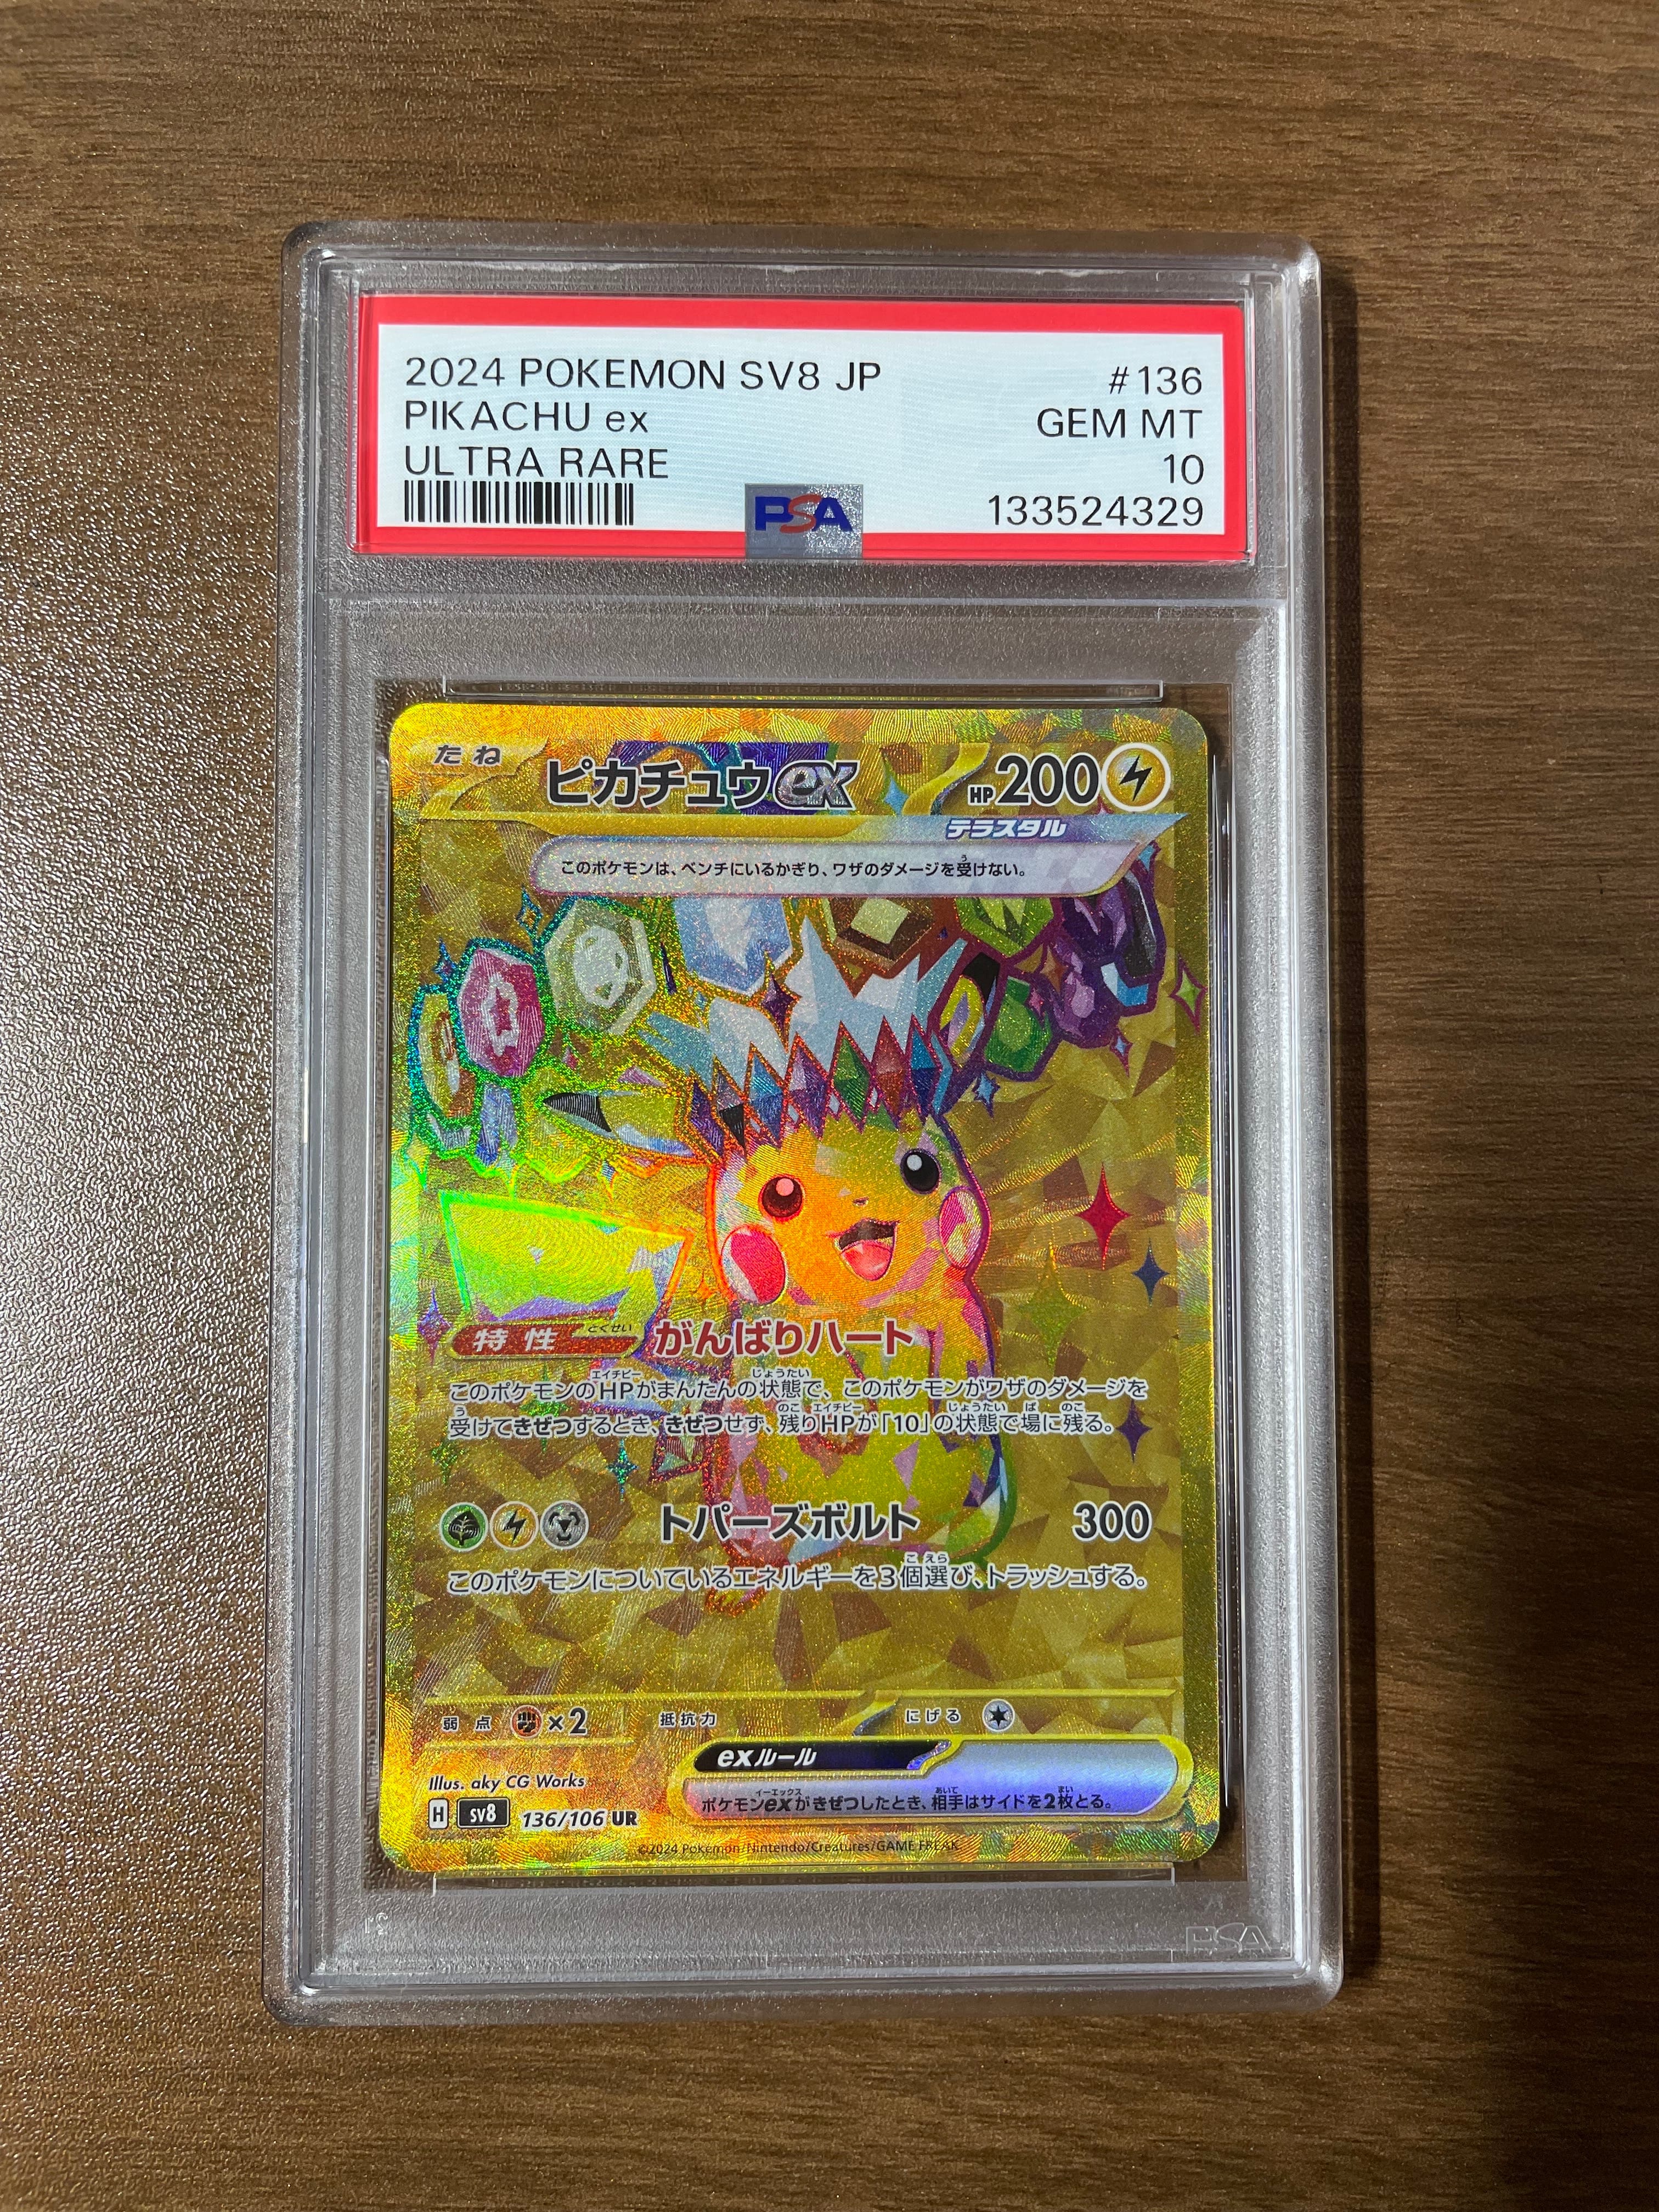 2024 POKEMON SV8 JP #136
PIKACHU ex GEM MT
ULTRA RARE 10
PSA 133524329
たね ピカチュウex HP200
テラスタル
このポケモンは、ベンチにいるかぎり、ワザのダメージを受けない。
特性 とくせい がんばりハート
このポケモンのHPがまんたんの状態で、このポケモンがワザのダメージを
受けてきぜつするとき、きぜつせず、残りHPが「10」の状態で場に残る。
トパーズボルト 300
このポケモンについているエネルギーを3個選び、トラッシュする。
弱点 ×2 抵抗力 にげる
exルール
ポケモンexがきぜつしたとき、相手はサイドを2枚とる。
Illus. aky CG Works
H sv8 136/106 UR
©2024 Pokémon/Nintendo/Creatures/GAME FREAK
PSA